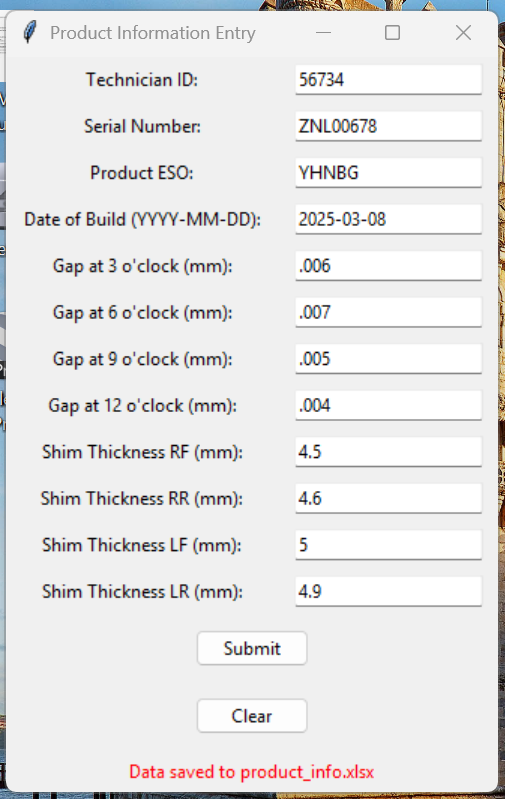 Product Information Entry
Technician ID: 56734
Serial Number: ZNL00678
Product ESO: YHNBG
Date of Build (YYYY-MM-DD): 2025-03-08
Gap at 3 o'clock (mm): .006
Gap at 6 o'clock (mm): .007
Gap at 9 o'clock (mm): .005
Gap at 12 o'clock (mm): .004
Shim Thickness RF (mm): 4.5
Shim Thickness RR (mm): 4.6
Shim Thickness LF (mm): 5
Shim Thickness LR (mm): 4.9
Submit
Clear
Data saved to product_info.xlsx